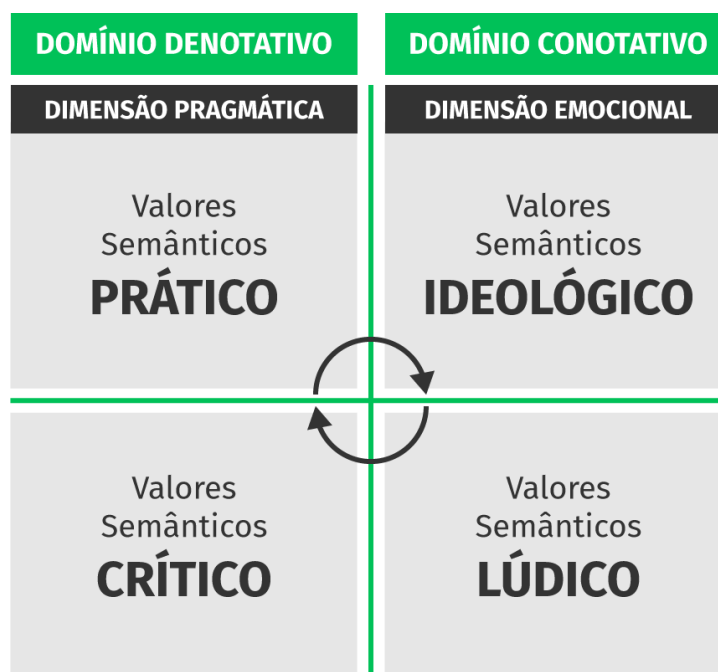 DOMÍNIO DENOTATIVO
DOMÍNIO CONOTATIVO
DIMENSÃO PRAGMÁTICA
DIMENSÃO EMOCIONAL
Valores
Semânticos
PRÁTICO
Valores
Semânticos
IDEOLÓGICO
Valores
Semânticos
CRÍTICO
Valores
Semânticos
LÚDICO